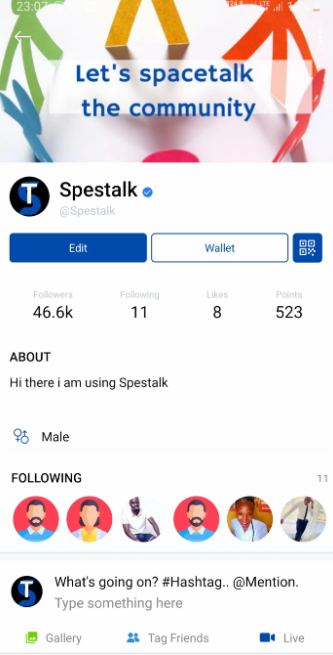 23:07
LTE
Let's spacetalk
the community
Spestalk
@Spestalk
Edit
Wallet
Followers
Following
Likes
Points
46.6k
11
8
523
ABOUT
Hi there i am using Spestalk
Male
FOLLOWING
11
What's going on? #Hashtag.. @Mention.
Type something here
Gallery
Tag Friends
Live